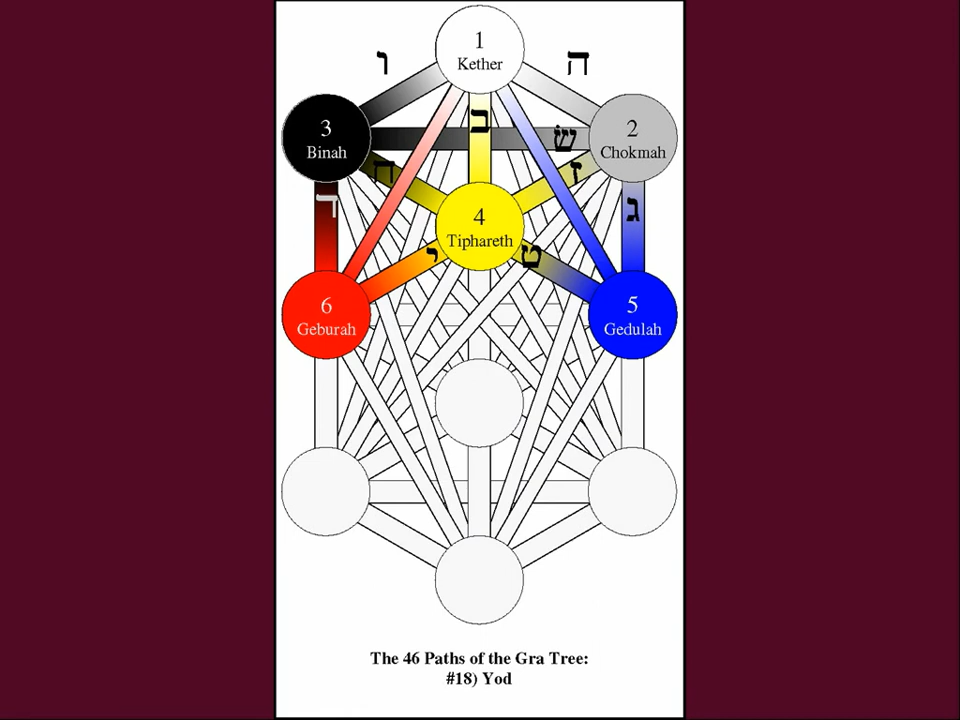 1
Kether
ו
ה
3
Binah
2
Chokmah
ב
ש
ח
ז
ד
ג
4
Tiphareth
י
ט
6
Geburah
5
Gedulah
The 46 Paths of the Gra Tree:
#18) Yod